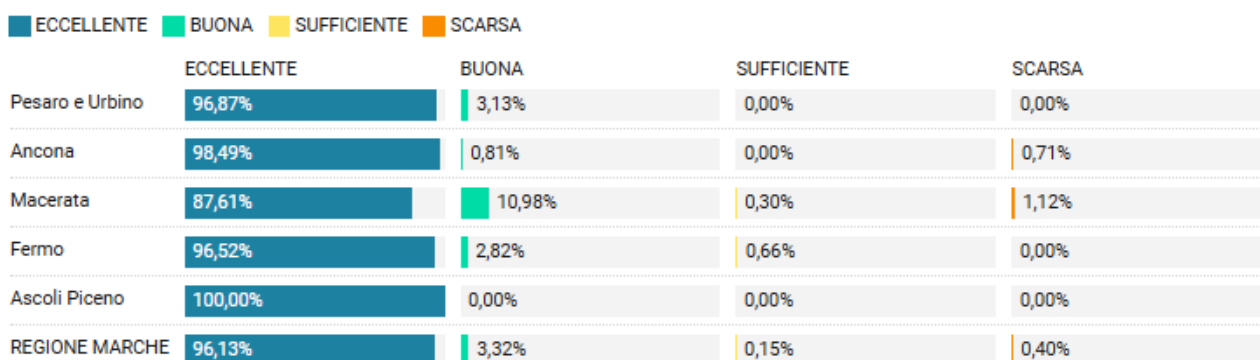 ECCELLENTE BUONA SUFFICIENTE SCARSA
ECCELLENTE BUONA SUFFICIENTE SCARSA
Pesaro e Urbino 96,87% 3,13% 0,00% 0,00%
Ancona 98,49% 0,81% 0,00% 0,71%
Macerata 87,61% 10,98% 0,30% 1,12%
Fermo 96,52% 2,82% 0,66% 0,00%
Ascoli Piceno 100,00% 0,00% 0,00% 0,00%
REGIONE MARCHE 96,13% 3,32% 0,15% 0,40%